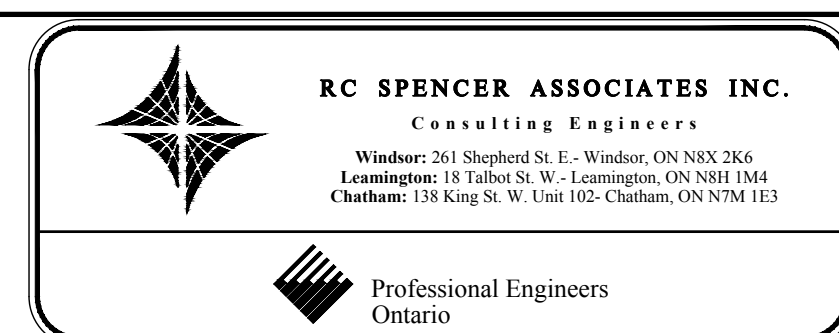 RC SPENCER ASSOCIATES INC.
Consulting Engineers
Windsor: 261 Shepherd St. E.- Windsor, ON N8X 2K6
Leamington: 18 Talbot St. W.- Leamington, ON N8H 1M4
Chatham: 138 King St. W. Unit 102- Chatham, ON N7M 1E3
Professional Engineers
Ontario